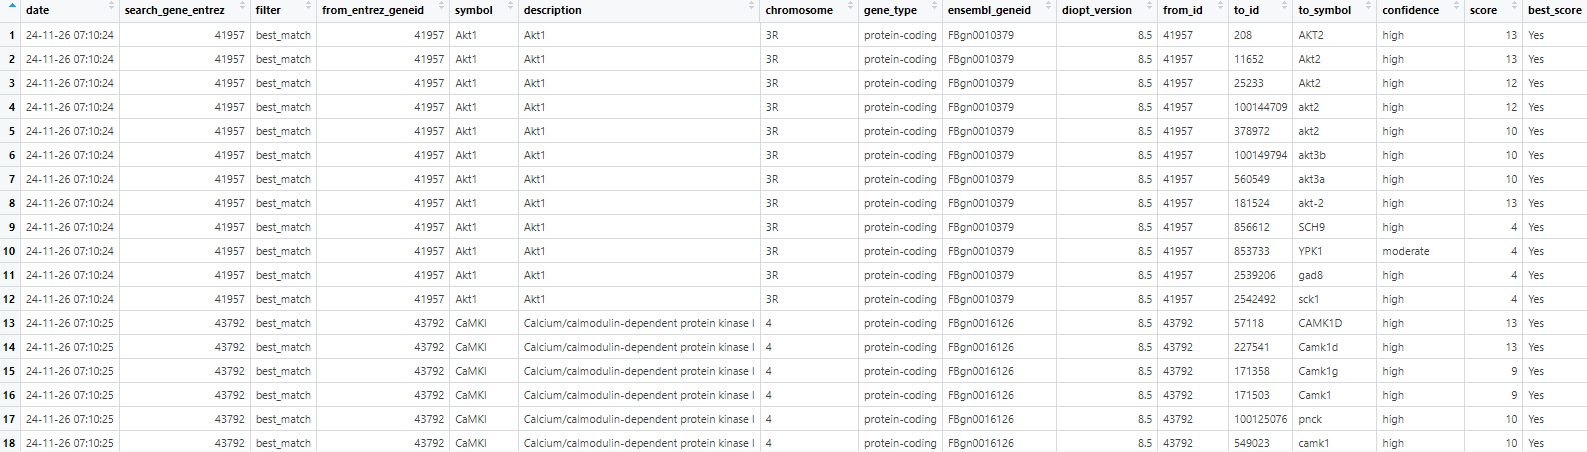 date search_gene_entrez filter from_entrez_geneid symbol description chromosome gene_type ensembl_geneid diopt_version from_id to_id to_symbol confidence score best_score
1 24-11-26 07:10:24 41957 best_match 41957 Akt1 Akt1 3R protein-coding FBgn0010379 8.5 41957 208 AKT2 high 13 Yes
2 24-11-26 07:10:24 41957 best_match 41957 Akt1 Akt1 3R protein-coding FBgn0010379 8.5 41957 11652 Akt2 high 13 Yes
3 24-11-26 07:10:24 41957 best_match 41957 Akt1 Akt1 3R protein-coding FBgn0010379 8.5 41957 25233 Akt2 high 12 Yes
4 24-11-26 07:10:24 41957 best_match 41957 Akt1 Akt1 3R protein-coding FBgn0010379 8.5 41957 100144709 akt2 high 12 Yes
5 24-11-26 07:10:24 41957 best_match 41957 Akt1 Akt1 3R protein-coding FBgn0010379 8.5 41957 378972 akt2 high 10 Yes
6 24-11-26 07:10:24 41957 best_match 41957 Akt1 Akt1 3R protein-coding FBgn0010379 8.5 41957 100149794 akt3b high 10 Yes
7 24-11-26 07:10:24 41957 best_match 41957 Akt1 Akt1 3R protein-coding FBgn0010379 8.5 41957 560549 akt3a high 10 Yes
8 24-11-26 07:10:24 41957 best_match 41957 Akt1 Akt1 3R protein-coding FBgn0010379 8.5 41957 181524 akt-2 high 13 Yes
9 24-11-26 07:10:24 41957 best_match 41957 Akt1 Akt1 3R protein-coding FBgn0010379 8.5 41957 856612 SCH9 high 4 Yes
10 24-11-26 07:10:24 41957 best_match 41957 Akt1 Akt1 3R protein-coding FBgn0010379 8.5 41957 853733 YPK1 moderate 4 Yes
11 24-11-26 07:10:24 41957 best_match 41957 Akt1 Akt1 3R protein-coding FBgn0010379 8.5 41957 2539206 gad8 high 4 Yes
12 24-11-26 07:10:24 41957 best_match 41957 Akt1 Akt1 3R protein-coding FBgn0010379 8.5 41957 2542492 sck1 high 4 Yes
13 24-11-26 07:10:25 43792 best_match 43792 CaMKI Calcium/calmodulin-dependent protein kinase I 4 protein-coding FBgn0016126 8.5 43792 57118 CAMK1D high 13 Yes
14 24-11-26 07:10:25 43792 best_match 43792 CaMKI Calcium/calmodulin-dependent protein kinase I 4 protein-coding FBgn0016126 8.5 43792 227541 Camk1d high 13 Yes
15 24-11-26 07:10:25 43792 best_match 43792 CaMKI Calcium/calmodulin-dependent protein kinase I 4 protein-coding FBgn0016126 8.5 43792 171358 Camk1g high 9 Yes
16 24-11-26 07:10:25 43792 best_match 43792 CaMKI Calcium/calmodulin-dependent protein kinase I 4 protein-coding FBgn0016126 8.5 43792 171503 Camk1 high 9 Yes
17 24-11-26 07:10:25 43792 best_match 43792 CaMKI Calcium/calmodulin-dependent protein kinase I 4 protein-coding FBgn0016126 8.5 43792 100125076 pnck high 10 Yes
18 24-11-26 07:10:25 43792 best_match 43792 CaMKI Calcium/calmodulin-dependent protein kinase I 4 protein-coding FBgn0016126 8.5 43792 549023 camk1 high 10 Yes